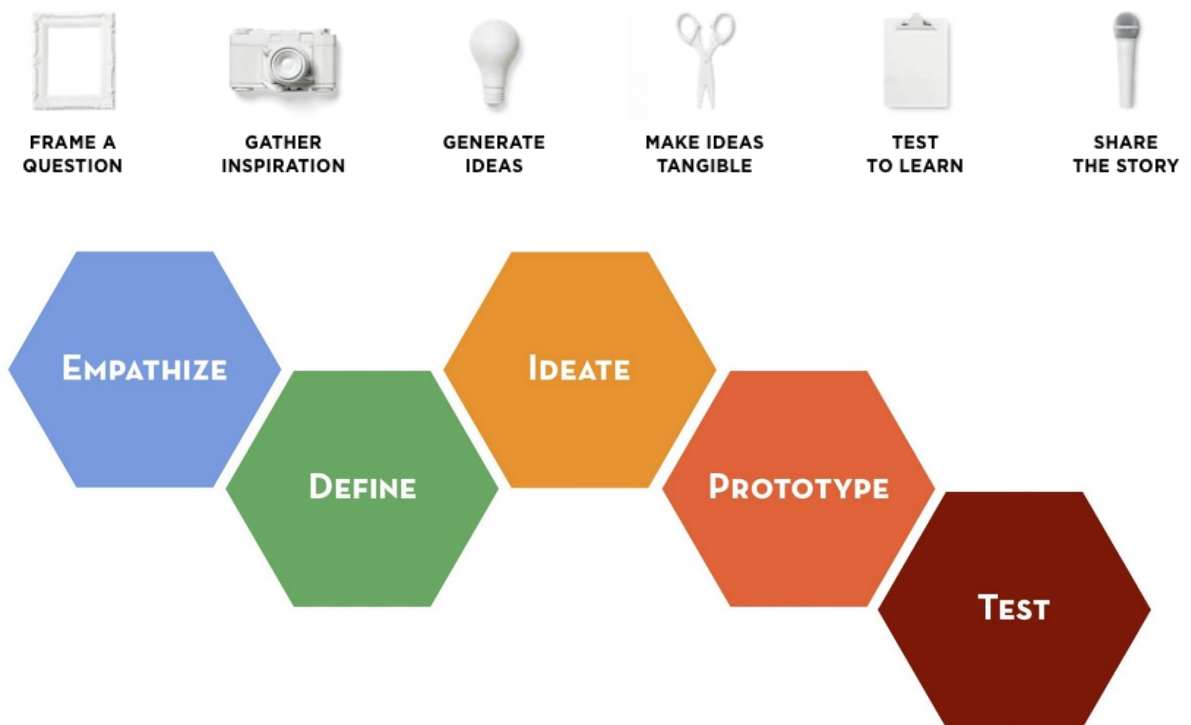 FRAME A
QUESTION
GATHER
INSPIRATION
GENERATE
IDEAS
MAKE IDEAS
TANGIBLE
TEST
TO LEARN
SHARE
THE STORY
EMPATHIZE
DEFINE
IDEATE
PROTOTYPE
TEST